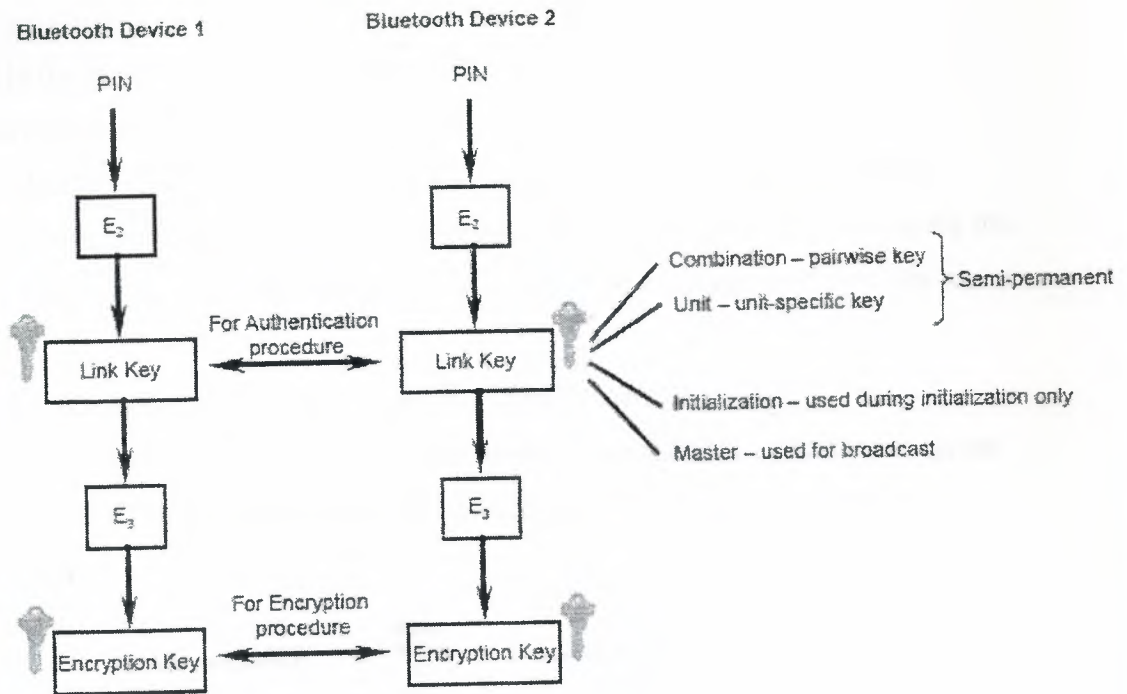 Bluetooth Device 1
Bluetooth Device 2
PIN
PIN
E2
E2
Combination – pairwise key
Unit – unit-specific key
Semi-permanent
For Authentication
procedure
Link Key
Link Key
Initialization – used during initialization only
Master – used for broadcast
E3
E3
For Encryption
procedure
Encryption Key
Encryption Key